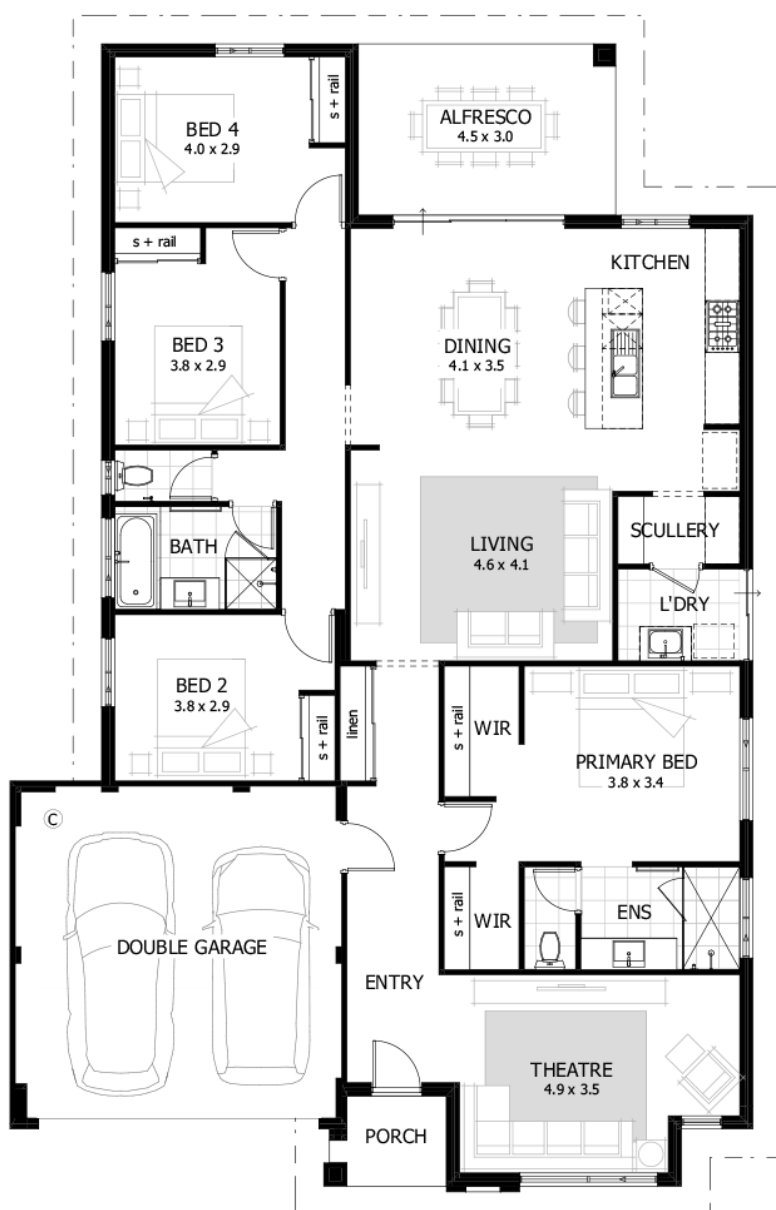 s + rail
BED 4
4.0 x 2.9
ALFRESCO
4.5 x 3.0
s + rail
KITCHEN
BED 3
3.8 x 2.9
DINING
4.1 x 3.5
BATH
LIVING
4.6 x 4.1
SCULLERY
L'DRY
BED 2
3.8 x 2.9
s + rail
linen
s + rail
WIR
PRIMARY BED
3.8 x 3.4
C
DOUBLE GARAGE
s + rail
WIR
ENS
ENTRY
THEATRE
4.9 x 3.5
PORCH